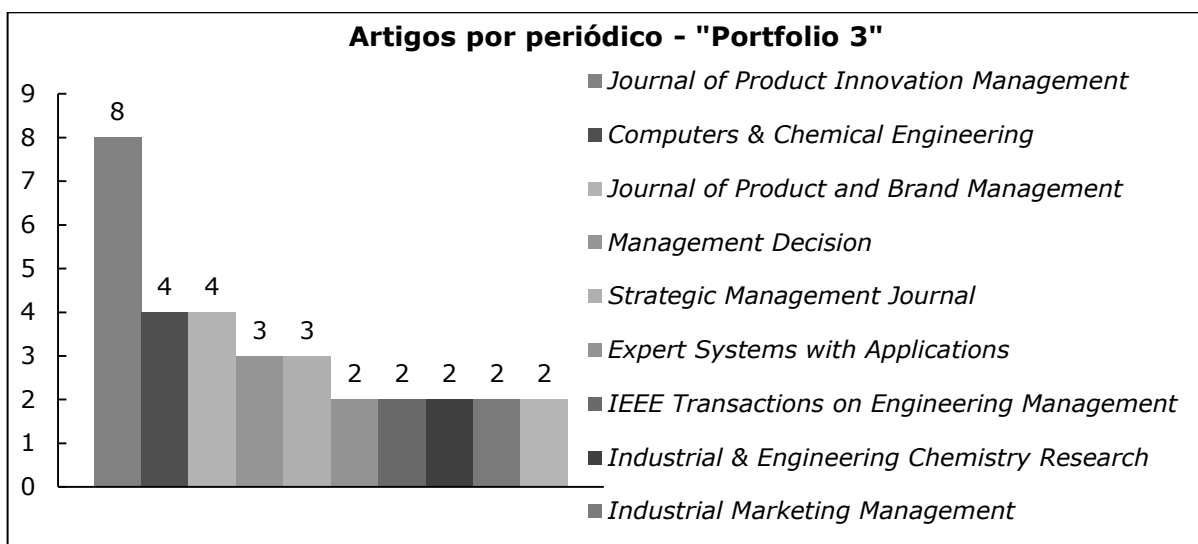 Artigos por periódico - "Portfolio 3"
9
8
7
6
5
4
3
2
1
0
8
4
4
3
3
2
2
2
2
2
Journal of Product Innovation Management
Computers & Chemical Engineering
Journal of Product and Brand Management
Management Decision
Strategic Management Journal
Expert Systems with Applications
IEEE Transactions on Engineering Management
Industrial & Engineering Chemistry Research
Industrial Marketing Management